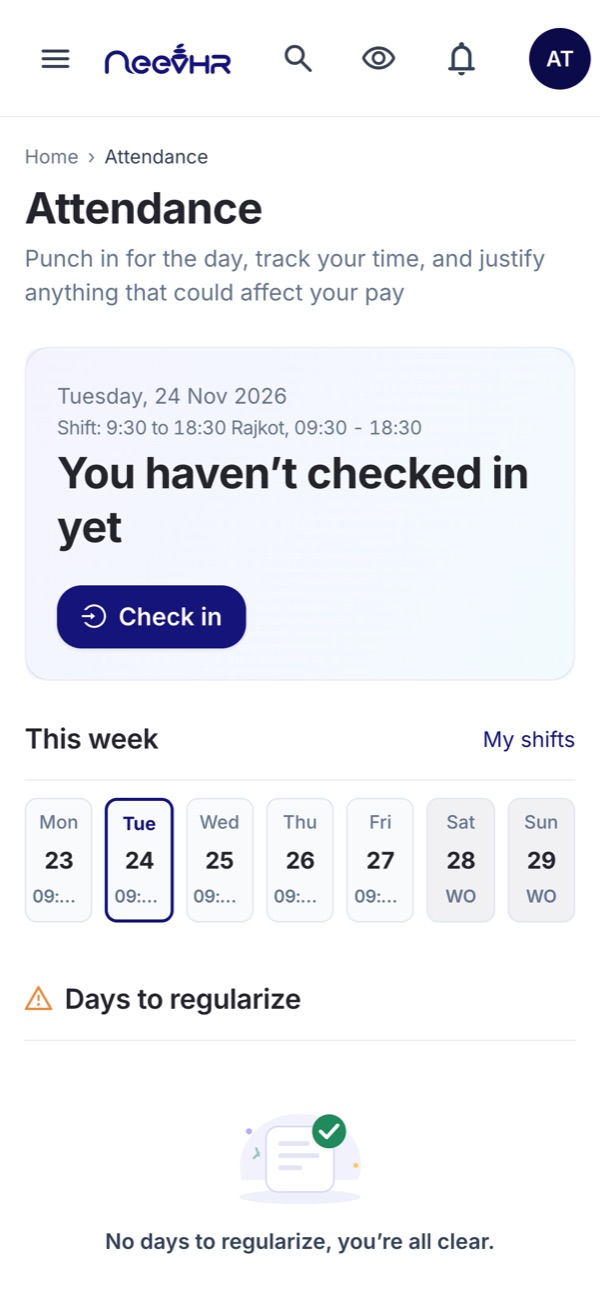 NeevHR
AT
Home › Attendance
Attendance
Punch in for the day, track your time, and justify
anything that could affect your pay
Tuesday, 24 Nov 2026
Shift: 9:30 to 18:30 Rajkot, 09:30 - 18:30
You haven’t checked in
yet
Check in
This week
My shifts
Mon Tue Wed Thu Fri Sat Sun
23 24 25 26 27 28 29
09:... 09:... 09:... 09:... 09:... WO WO
Days to regularize
No days to regularize, you’re all clear.